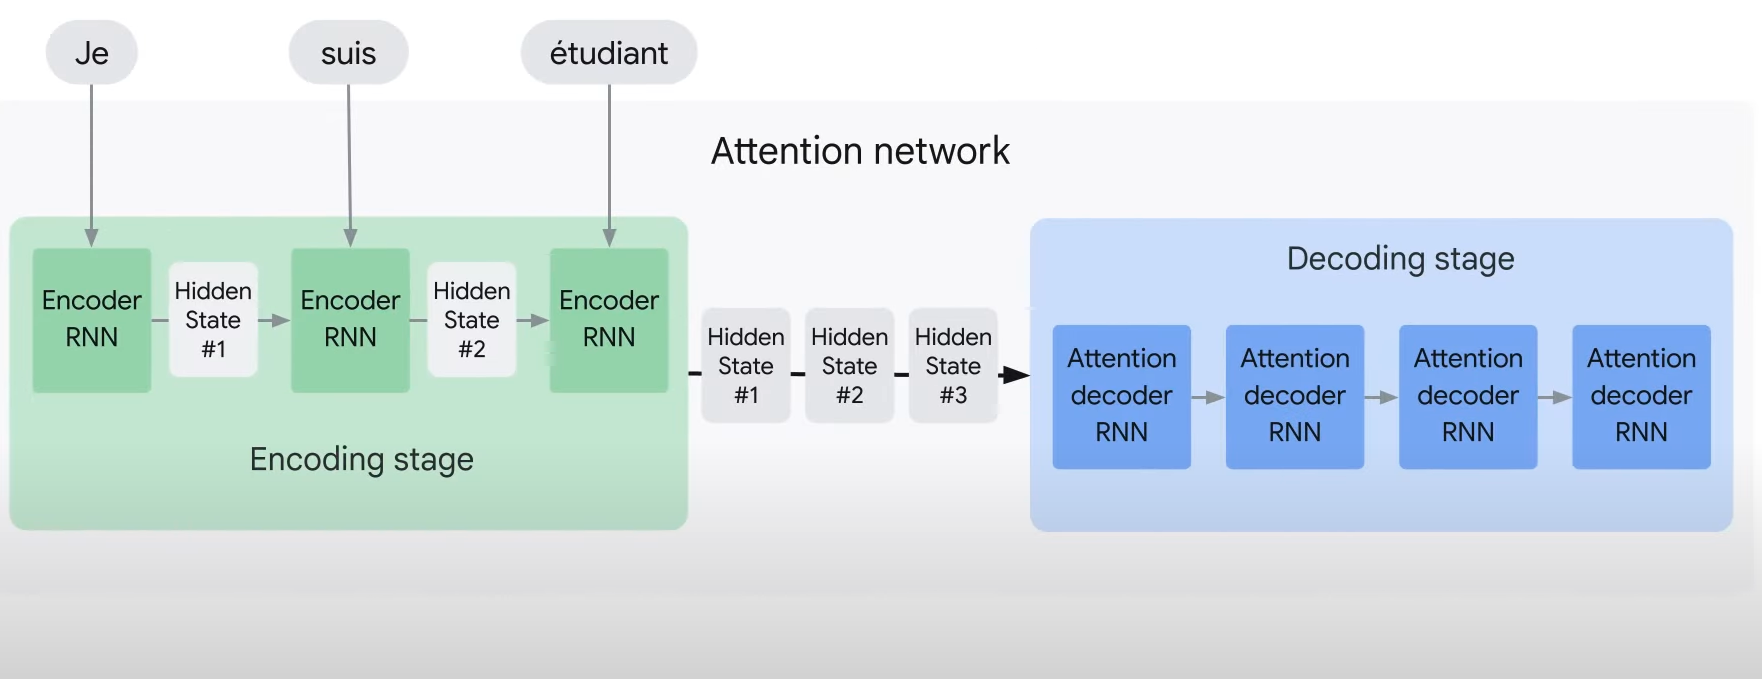 Je
suis
étudiant
Attention network
Encoder
RNN
Hidden
State
#1
Encoder
RNN
Hidden
State
#2
Encoder
RNN
Encoding stage
Hidden
State
#1
Hidden
State
#2
Hidden
State
#3
Decoding stage
Attention
decoder
RNN
Attention
decoder
RNN
Attention
decoder
RNN
Attention
decoder
RNN